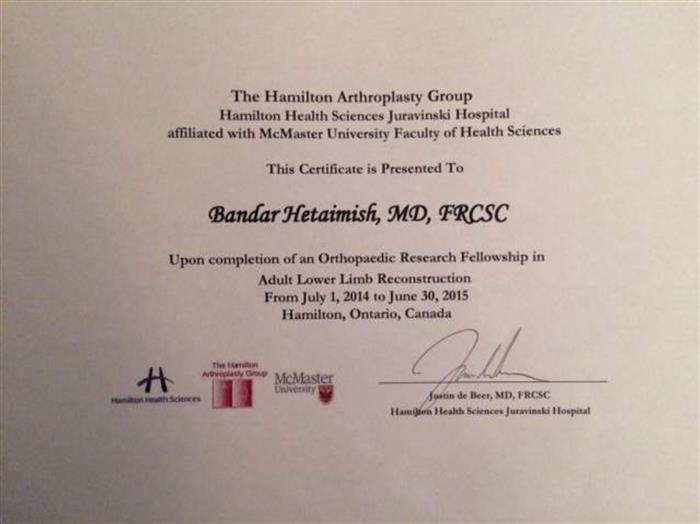 The Hamilton Arthroplasty Group
Hamilton Health Sciences Juravinski Hospital
affiliated with McMaster University Faculty of Health Sciences
This Certificate is Presented To
Bandar Hetaimish, MD, FRCSC
Upon completion of an Orthopaedic Research Fellowship in
Adult Lower Limb Reconstruction
From July 1, 2014 to June 30, 2015
Hamilton, Ontario, Canada
Hamilton Health Sciences
The Hamilton
Arthroplasty Group
McMaster
University
Justin de Beer, MD, FRCSC
Hamilton Health Sciences Juravinski Hospital